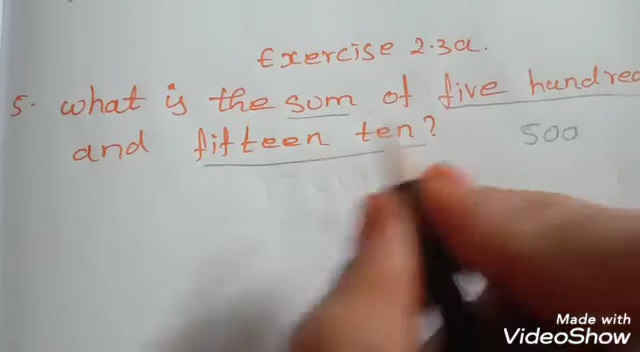 Exercise 2.3a.
5. what is the sum of five hundred
and fifteen ten?
500
Made with
VideoShow